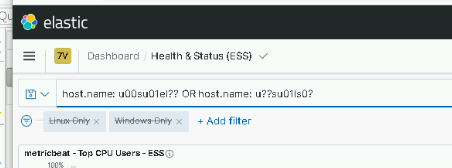 elastic
7V Dashboard / Health & Status (ESS)
host.name: u00su01el?? OR host.name: u??su01ls0?
Linux Only × Windows Only × + Add filter
metricbeat - Top CPU Users - ESS
100%